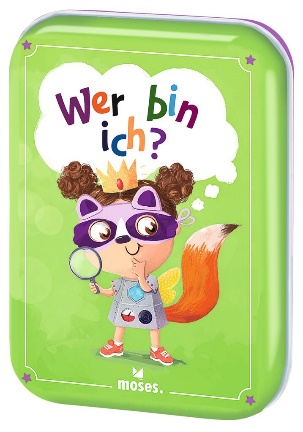 Wer bin
ich?
moses.